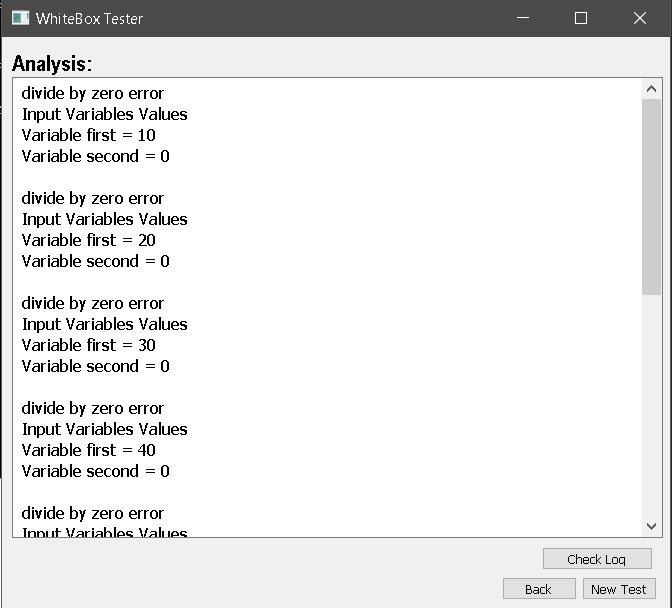 WhiteBox Tester
Analysis:
divide by zero error
Input Variables Values
Variable first = 10
Variable second = 0
divide by zero error
Input Variables Values
Variable first = 20
Variable second = 0
divide by zero error
Input Variables Values
Variable first = 30
Variable second = 0
divide by zero error
Input Variables Values
Variable first = 40
Variable second = 0
divide by zero error
Input Variables Values
Check Log
Back
New Test